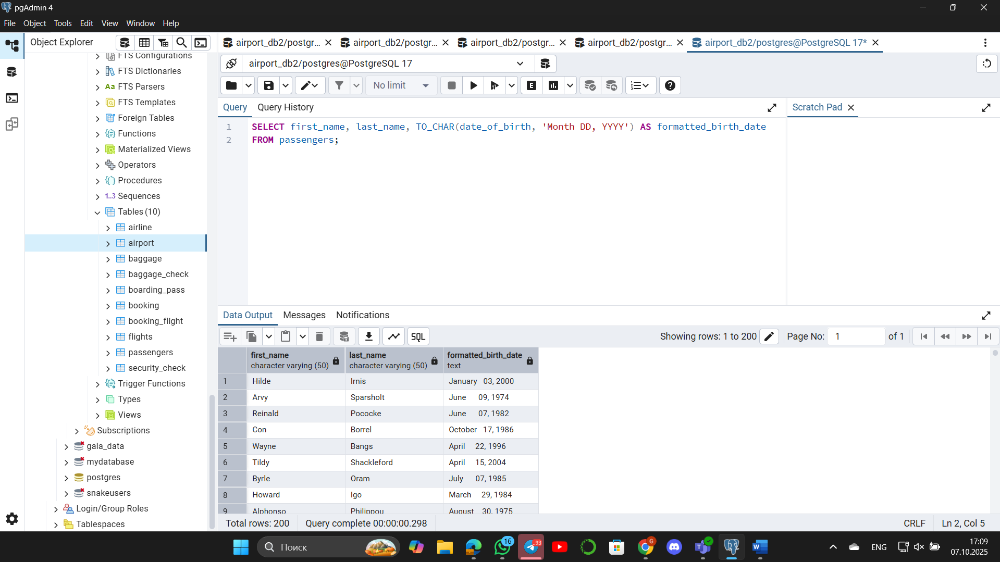 pgAdmin 4
File Object Tools Edit View Window Help
Object Explorer
airport_db2/postgr... airport_db2/postgr... airport_db2/postgr... airport_db2/postgr... airport_db2/postgres@PostgreSQL 17*
FTS Configurations
FTS Dictionaries
Aa FTS Parsers
FTS Templates
Foreign Tables
Functions
Materialized Views
Operators
Procedures
1..3 Sequences
Tables (10)
airline
airport
baggage
baggage_check
boarding_pass
booking
booking_flight
flights
passengers
security_check
Trigger Functions
Types
Views
Subscriptions
gala_data
mydatabase
postgres
snakeusers
Login/Group Roles
Tablespaces
airport_db2/postgres@PostgreSQL 17
No limit
E
Query Query History
Scratch Pad
1 SELECT first_name, last_name, TO_CHAR(date_of_birth, 'Month DD, YYYY') AS formatted_birth_date
2 FROM passengers;
Data Output Messages Notifications
SQL
Showing rows: 1 to 200
Page No: 1 of 1
first_name character varying (50)
last_name character varying (50)
formatted_birth_date text
1 Hilde Irnis January 03, 2000
2 Arvy Sparsholt June 09, 1974
3 Reinald Pococke June 07, 1982
4 Con Borrel October 17, 1986
5 Wayne Bangs April 22, 1996
6 Tildy Shackleford April 15, 2004
7 Byrle Oram July 07, 1985
8 Howard Igo March 29, 1984
9 Alphonso Philippou August 30, 1975
Total rows: 200 Query complete 00:00:00.298
CRLF Ln 2, Col 5
Поиск
16
..93
G
ENG
17:09
07.10.2025